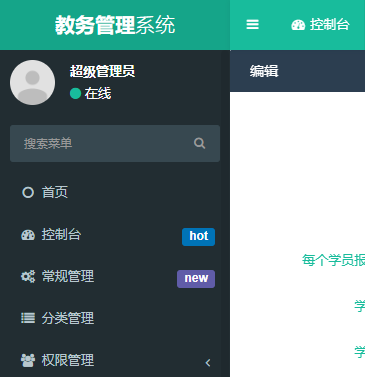 教务管理系统
控制台
超级管理员
在线
编辑
搜索菜单
首页
控制台 hot
常规管理 new
分类管理
权限管理
每个学员报
学
学